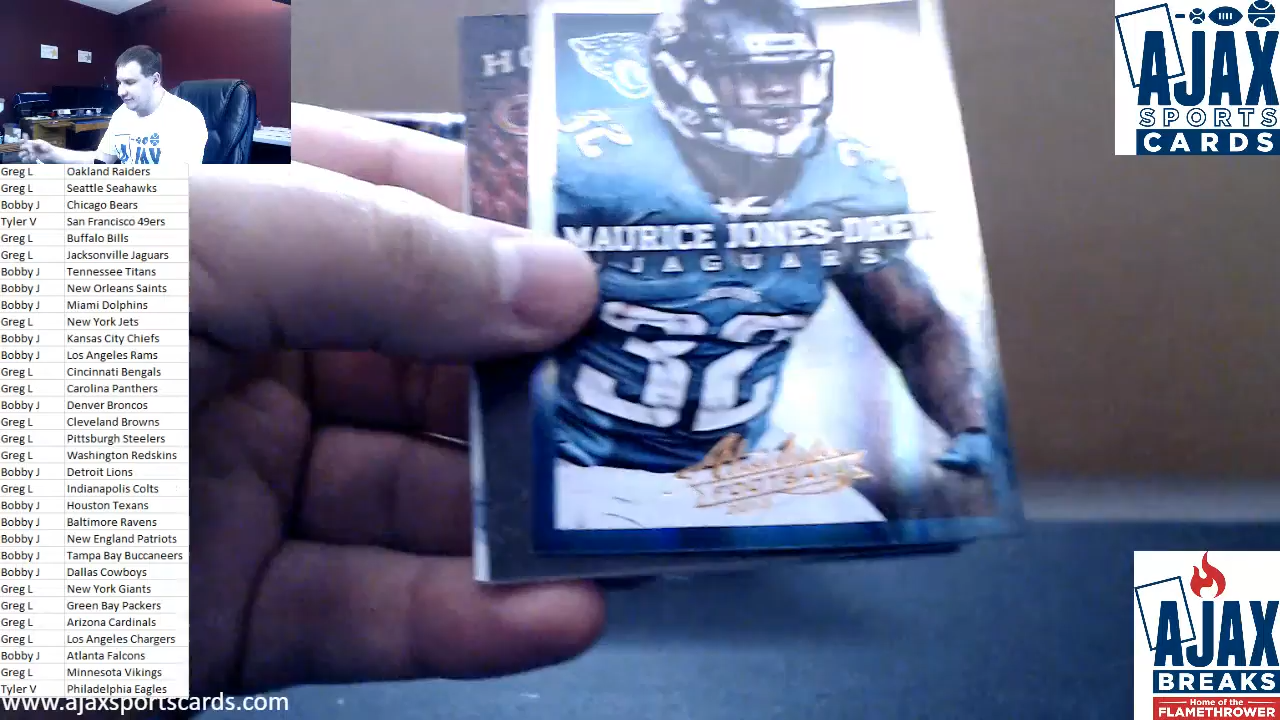 Greg L Oakland Raiders
Greg L Seattle Seahawks
Bobby J Chicago Bears
Tyler V San Francisco 49ers
Greg L Buffalo Bills
Greg L Jacksonville Jaguars
Bobby J Tennessee Titans
Bobby J New Orleans Saints
Bobby J Miami Dolphins
Greg L New York Jets
Bobby J Kansas City Chiefs
Bobby J Los Angeles Rams
Greg L Cincinnati Bengals
Greg L Carolina Panthers
Bobby J Denver Broncos
Greg L Cleveland Browns
Greg L Pittsburgh Steelers
Greg L Washington Redskins
Bobby J Detroit Lions
Greg L Indianapolis Colts
Bobby J Houston Texans
Bobby J Baltimore Ravens
Bobby J New England Patriots
Bobby J Tampa Bay Buccaneers
Bobby J Dallas Cowboys
Greg L New York Giants
Greg L Green Bay Packers
Greg L Arizona Cardinals
Greg L Los Angeles Chargers
Bobby J Atlanta Falcons
Greg L Minnesota Vikings
Tyler V Philadelphia Eagles
www.ajaxsportscards.com
HO
32
MAURICE JONES-DREW
JAGUARS
32
AJAX
SPORTS
CARDS
AJAX
BREAKS
Home of the
FLAMETHROWER